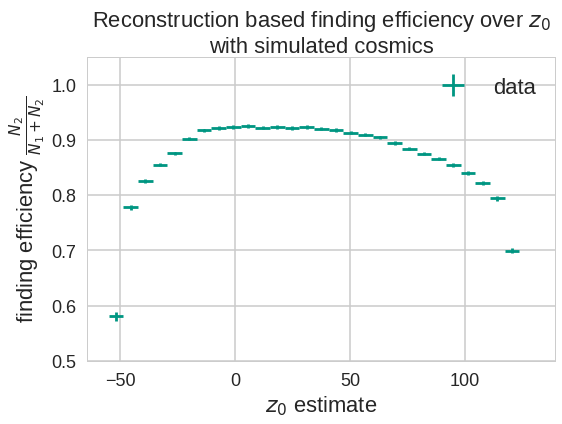 Reconstruction based finding efficiency over z₀
with simulated cosmics
data
finding efficiency N₂ / N₁ + N₂
1.0
0.9
0.8
0.7
0.6
0.5
−50
0
50
100
z₀ estimate